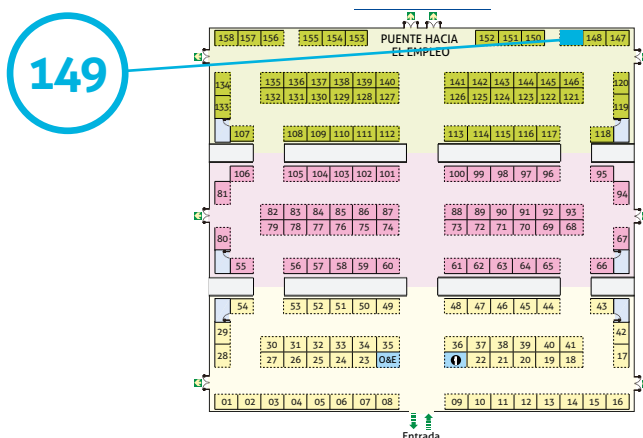 149
158 157 156 155 154 153 PUENTE HACIA 152 151 150 148 147
EL EMPLEO
134 135 136 137 138 139 140 141 142 143 144 145 146 120
133 132 131 130 129 128 127 126 125 124 123 122 121 119
107 108 109 110 111 112 113 114 115 116 117 118
106 105 104 103 102 101 100 99 98 97 96 95
81 94
82 83 84 85 86 87 88 89 90 91 92 93
80 79 78 77 76 75 74 73 72 71 70 69 68 67
55 56 57 58 59 60 61 62 63 64 65 66
54 53 52 51 50 49 48 47 46 45 44 43
29 42
30 31 32 33 34 35 36 37 38 39 40 41
28 27 26 25 24 23 O&E 22 21 20 19 18 17
01 02 03 04 05 06 07 08 09 10 11 12 13 14 15 16
Entrada